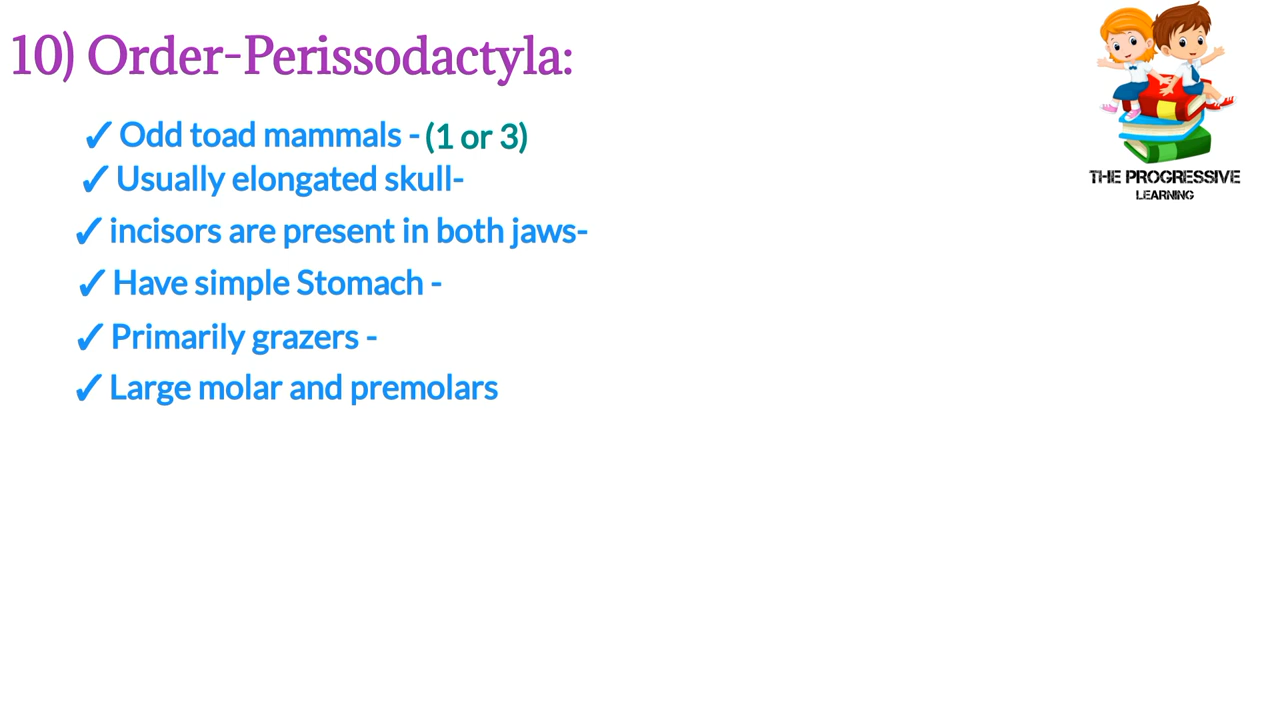 10) Order-Perissodactyla:
✓ Odd toad mammals - (1 or 3)
✓ Usually elongated skull-
✓ incisors are present in both jaws-
✓ Have simple Stomach -
✓ Primarily grazers -
✓ Large molar and premolars
THE PROGRESSIVE
LEARNING